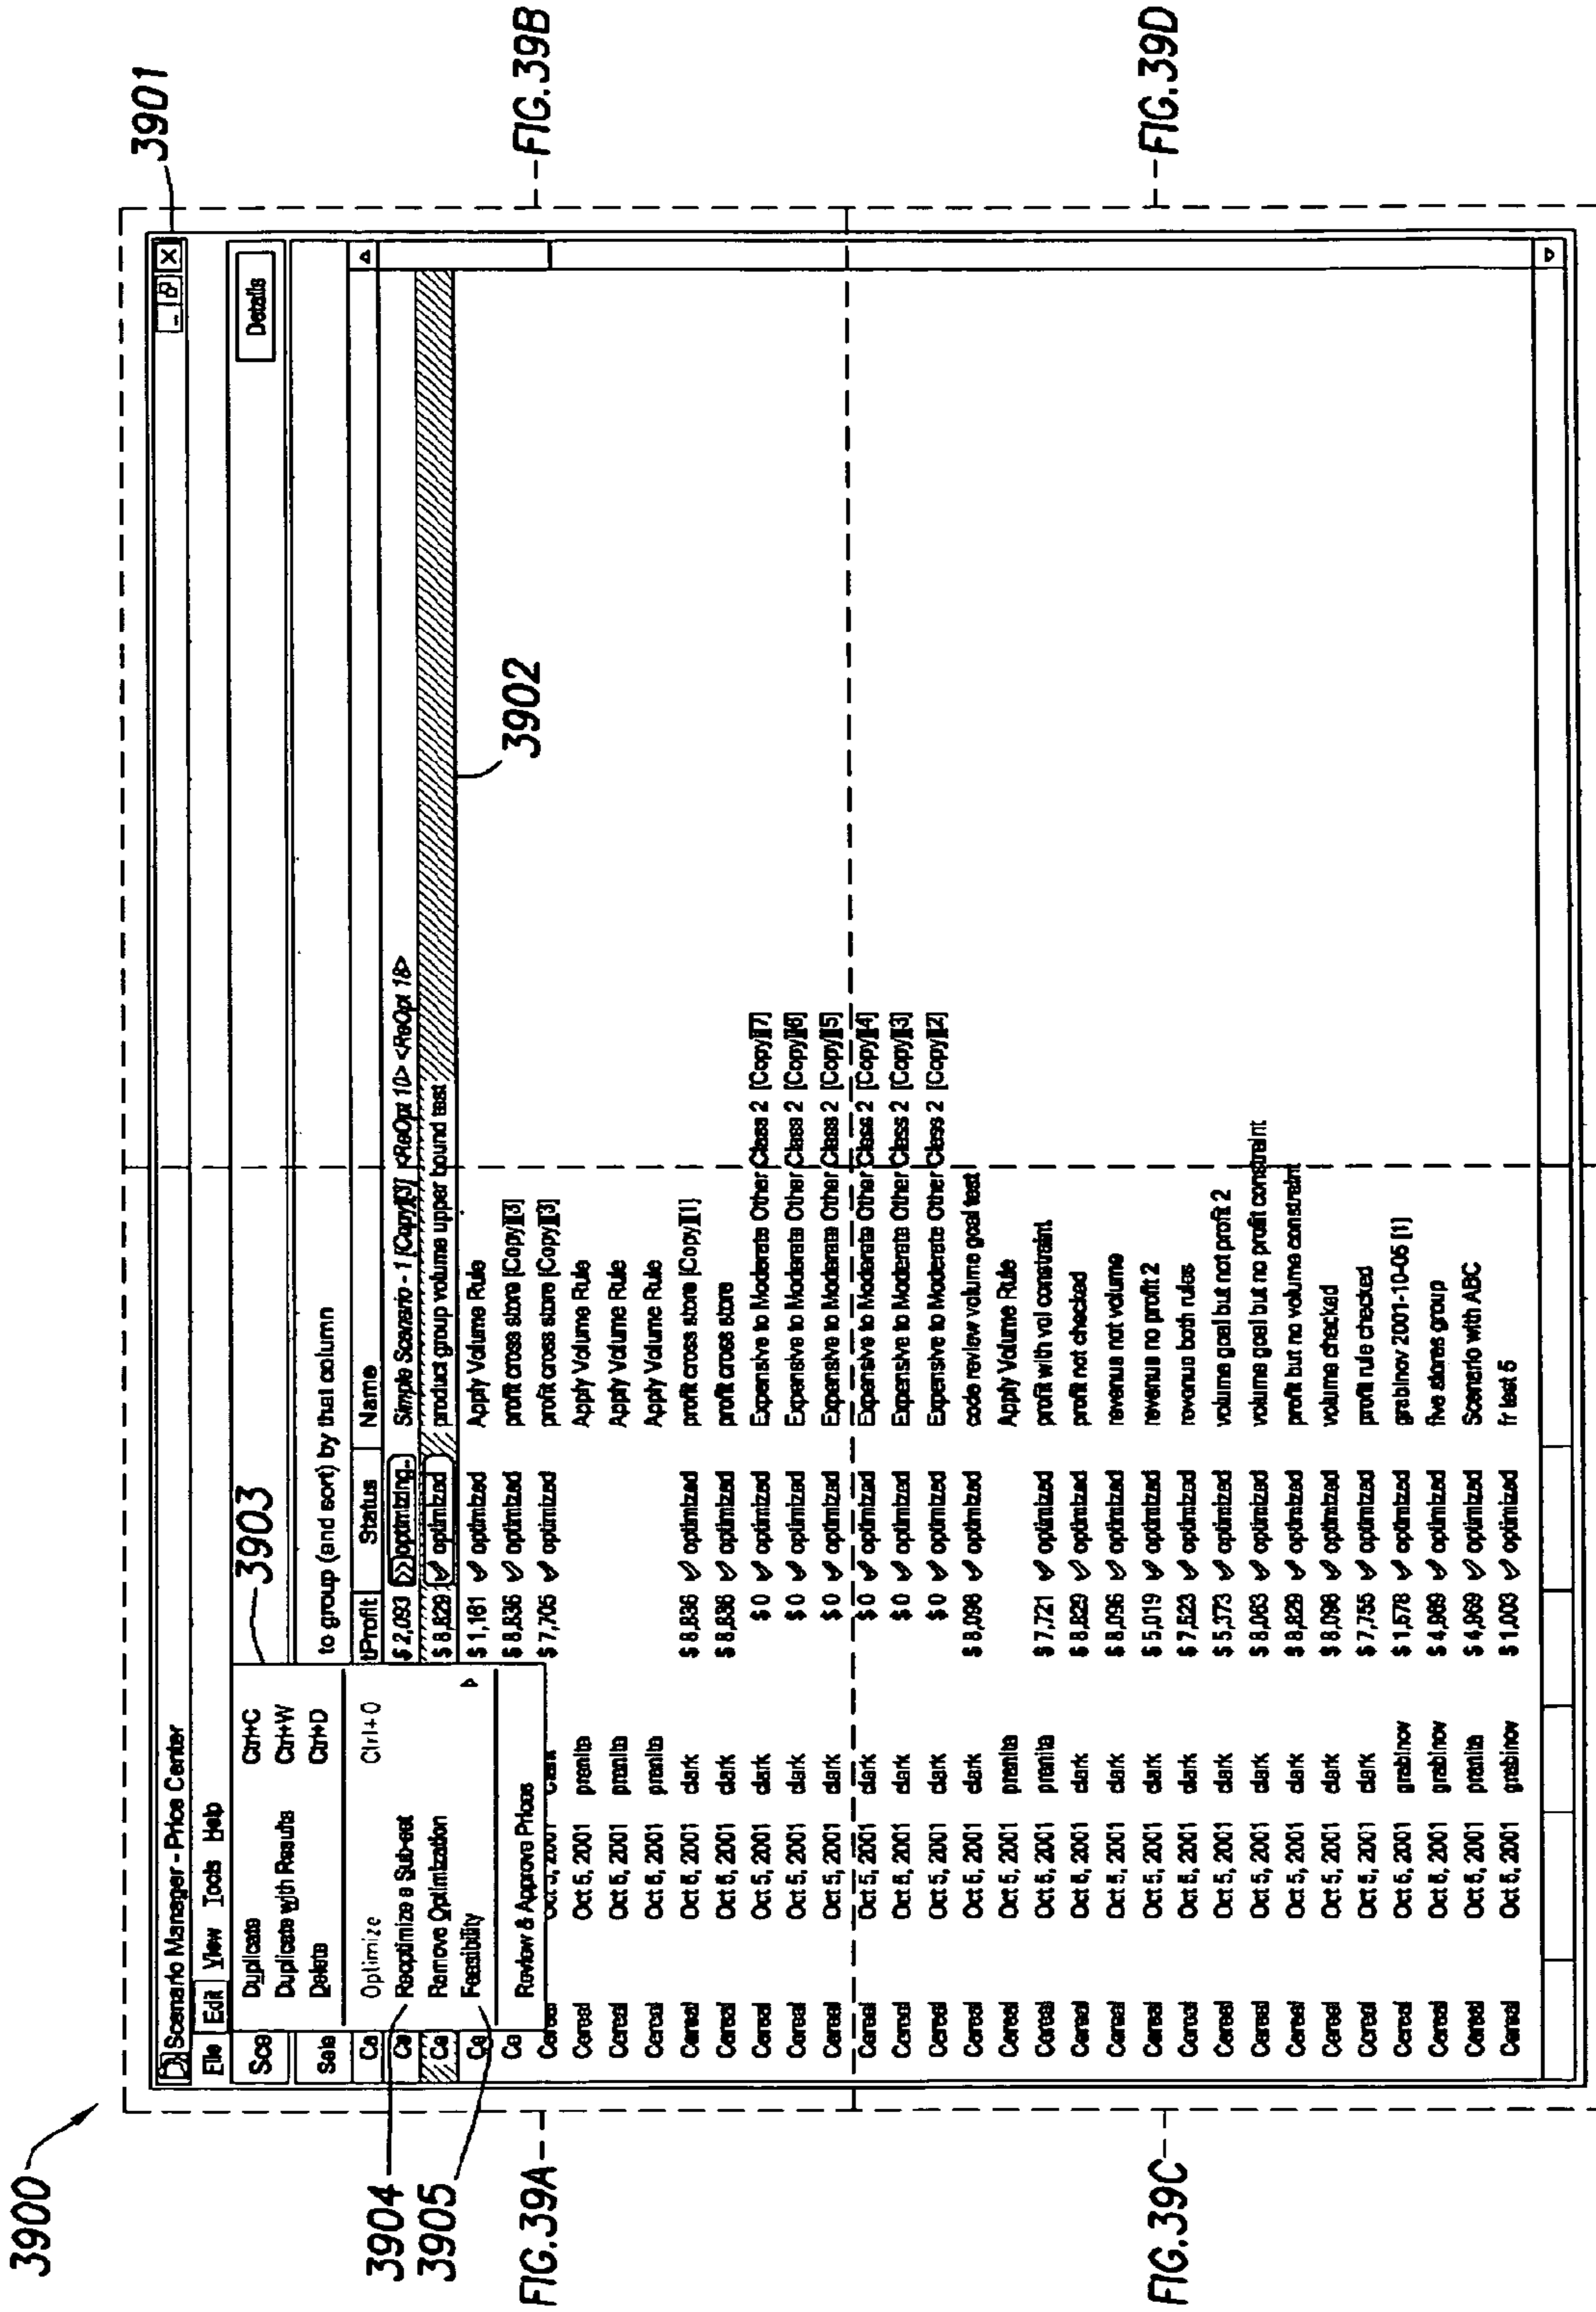 3900
3901
Scenario Manager - Price Center
File Edit View Tools Help
3903
Sce
Duplicate Ctrl+C
Duplicate with Results Ctrl+W
Delete Ctrl+D
Details
Sele
to group (and sort) by that column
Optimize Ctrl+O
Reoptimize a Sub-set
Remove Optimization
Feasibility
Review & Approve Prices
3904
3905
3902
Ca tProfit Status Name
Ce $ 2,093 optimizing.. Simple Scenario - 1 [Copy][3] <ReOpt 10> <ReOpt 18>
Ce $ 8,829 optimized product group volume upper bound test
Ce $ 1,161 optimized Apply Volume Rule
Ce $ 8,836 optimized profit cross store [Copy][3]
Cereal Oct 5, 2001 clark $ 7,705 optimized profit cross store [Copy][3]
Cereal Oct 5, 2001 pranita Apply Volume Rule
Cereal Oct 5, 2001 pranita Apply Volume Rule
Cereal Oct 5, 2001 pranita Apply Volume Rule
Cereal Oct 5, 2001 clark $ 8,836 optimized profit cross store [Copy][1]
Cereal Oct 5, 2001 clark $ 8,836 optimized profit cross store
Cereal Oct 5, 2001 clark $ 0 optimized Expensive to Moderate Other Class 2 [Copy][7]
Cereal Oct 5, 2001 clark $ 0 optimized Expensive to Moderate Other Class 2 [Copy][6]
Cereal Oct 5, 2001 clark $ 0 optimized Expensive to Moderate Other Class 2 [Copy][5]
Cereal Oct 5, 2001 clark $ 0 optimized Expensive to Moderate Other Class 2 [Copy][4]
Cereal Oct 5, 2001 clark $ 0 optimized Expensive to Moderate Other Class 2 [Copy][3]
Cereal Oct 5, 2001 clark $ 0 optimized Expensive to Moderate Other Class 2 [Copy][2]
Cereal Oct 5, 2001 clark $ 8,096 optimized code review volume goal test
Cereal Oct 5, 2001 pranita Apply Volume Rule
Cereal Oct 5, 2001 pranita $ 7,721 optimized profit with vol constraint
Cereal Oct 5, 2001 clark $ 8,829 optimized profit not checked
Cereal Oct 5, 2001 clark $ 8,096 optimized revenue not volume
Cereal Oct 5, 2001 clark $ 5,019 optimized revenue no profit 2
Cereal Oct 5, 2001 clark $ 7,523 optimized revenue both rules
Cereal Oct 5, 2001 clark $ 5,373 optimized volume goal but not profit 2
Cereal Oct 5, 2001 clark $ 8,063 optimized volume goal but no profit constraint
Cereal Oct 5, 2001 clark $ 8,829 optimized profit but no volume constraint
Cereal Oct 5, 2001 clark $ 8,096 optimized volume checked
Cereal Oct 5, 2001 clark $ 7,755 optimized profit rule checked
Cereal Oct 5, 2001 grabinov $ 1,578 optimized grabinov 2001-10-05 [1]
Cereal Oct 5, 2001 grabinov $ 4,969 optimized five stores group
Cereal Oct 5, 2001 pranita $ 4,969 optimized Scenario with ABC
Cereal Oct 5, 2001 grabinov $ 1,003 optimized fr test 5
FIG.39A
FIG.39B
FIG.39C
FIG.39D